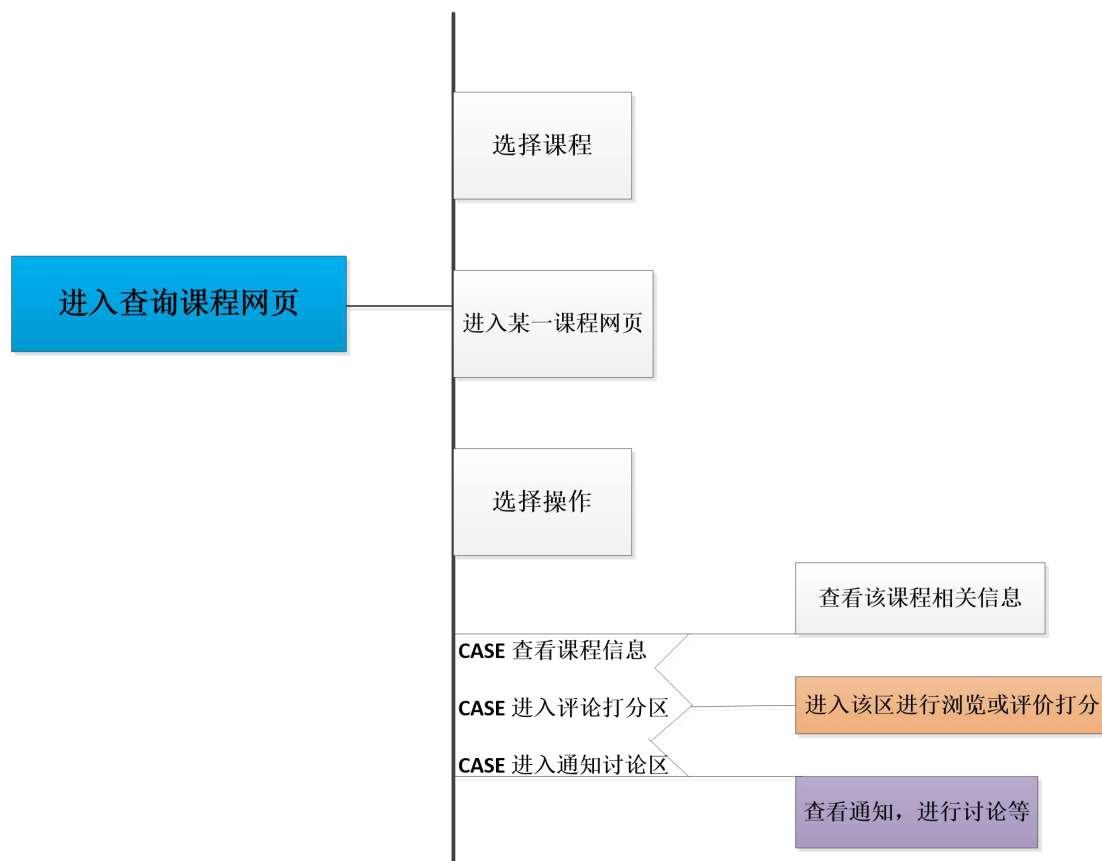 选择课程
进入查询课程网页
进入某一课程网页
选择操作
查看该课程相关信息
CASE 查看课程信息
CASE 进入评论打分区
进入该区进行浏览或评价打分
CASE 进入通知讨论区
查看通知，进行讨论等